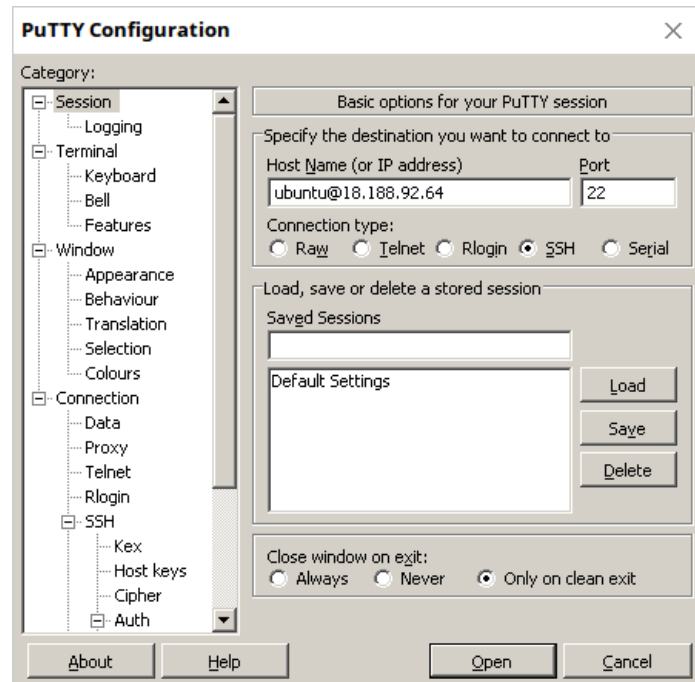 PuTTY Configuration
Category:
Session
Logging
Terminal
Keyboard
Bell
Features
Window
Appearance
Behaviour
Translation
Selection
Colours
Connection
Data
Proxy
Telnet
Rlogin
SSH
Kex
Host keys
Cipher
Auth
Basic options for your PuTTY session
Specify the destination you want to connect to
Host Name (or IP address) Port
ubuntu@18.188.92.64 22
Connection type:
Raw Telnet Rlogin SSH Serial
Load, save or delete a stored session
Saved Sessions
Default Settings
Load
Save
Delete
Close window on exit:
Always Never Only on clean exit
About Help Open Cancel